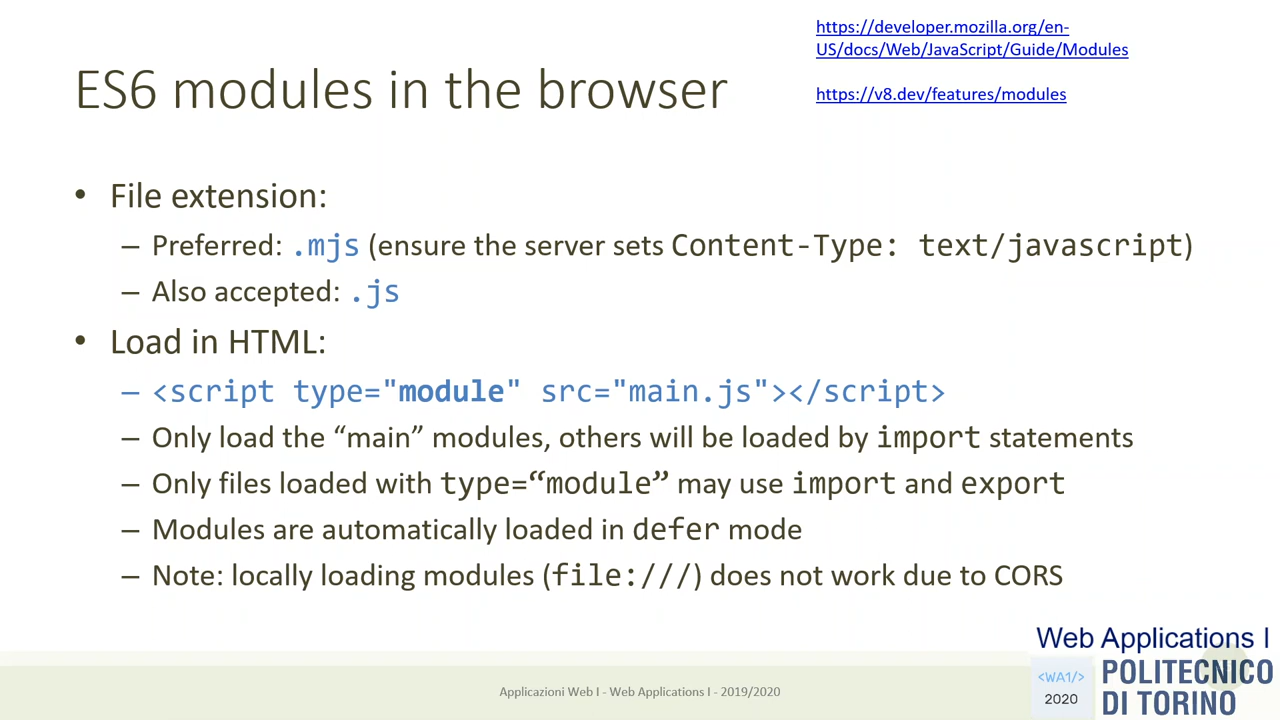 https://developer.mozilla.org/en-
US/docs/Web/JavaScript/Guide/Modules
https://v8.dev/features/modules
ES6 modules in the browser
• File extension:
– Preferred: .mjs (ensure the server sets Content-Type: text/javascript)
– Also accepted: .js
• Load in HTML:
– <script type="module" src="main.js"></script>
– Only load the “main” modules, others will be loaded by import statements
– Only files loaded with type=“module” may use import and export
– Modules are automatically loaded in defer mode
– Note: locally loading modules (file:///) does not work due to CORS
Applicazioni Web I - Web Applications I - 2019/2020
Web Applications I
<WA1/>
2020
POLITECNICO
DI TORINO